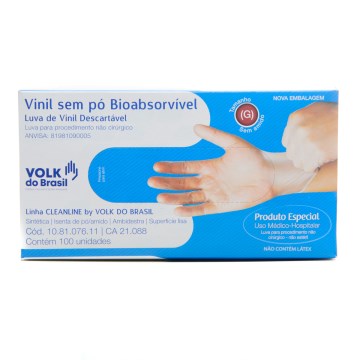 Vinil sem pó Bioabsorvível
Luva de Vinil Descartável
Luva para procedimento não cirúrgico
ANVISA: 81981090005
Tamanho
(G)
NOVA EMBALAGEM
VOLK
do Brasil
Linha CLEANLINE by VOLK DO BRASIL
Sintética | Isenta de pó/amido | Ambidestra | Superfície lisa
Cód. 10.81.076.11 | CA 21.088
Contém 100 unidades
Produto Especial
Uso Médico-Hospitalar
Luva para procedimento não
cirúrgico - não estéril
NÃO CONTÉM LÁTEX